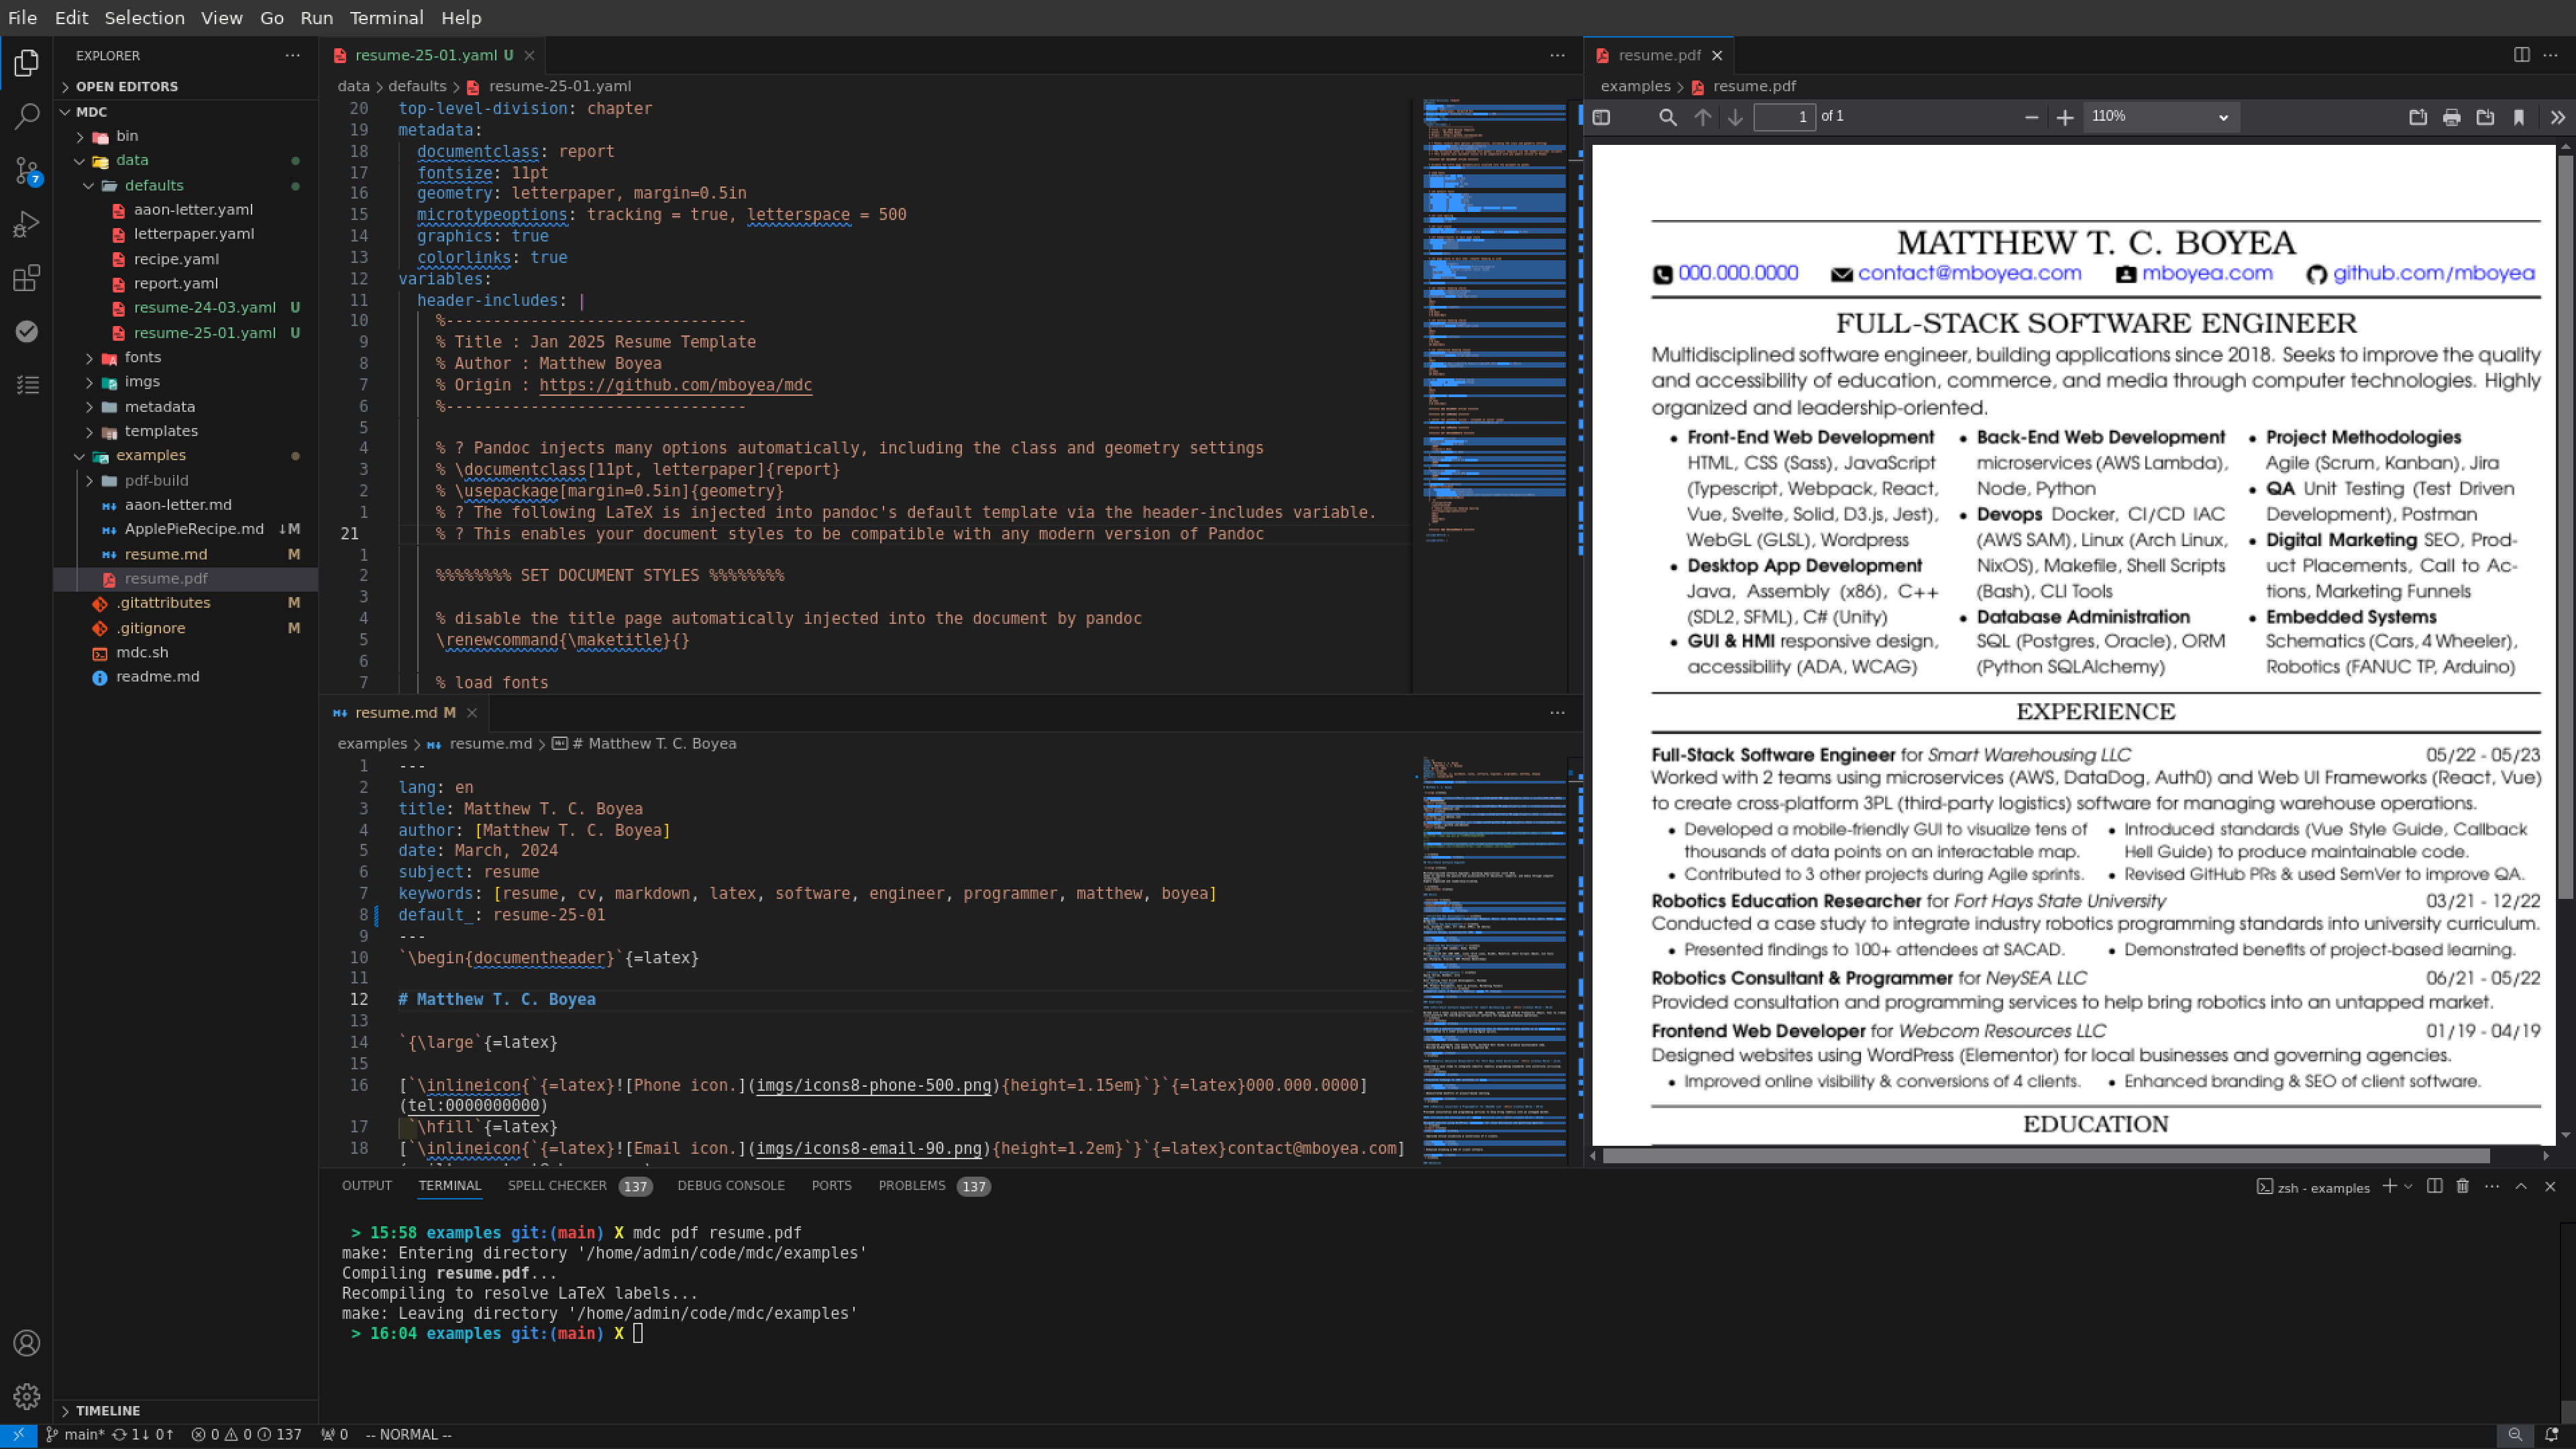 File Edit Selection View Go Run Terminal Help
EXPLORER
OPEN EDITORS
MDC
bin
data
defaults
aaon-letter.yaml
letterpaper.yaml
recipe.yaml
report.yaml
resume-24-03.yaml U
resume-25-01.yaml U
fonts
imgs
metadata
templates
examples
pdf-build
aaon-letter.md
ApplePieRecipe.md ↓M
resume.md M
resume.pdf
.gitattributes M
.gitignore M
mdc.sh
readme.md
TIMELINE
7
resume-25-01.yaml U
data > defaults > resume-25-01.yaml
20 top-level-division: chapter
19 metadata:
18 documentclass: report
17 fontsize: 11pt
16 geometry: letterpaper, margin=0.5in
15 microtypeoptions: tracking = true, letterspace = 500
14 graphics: true
13 colorlinks: true
12 variables:
11 header-includes: |
10 %--------------------------------
9 % Title : Jan 2025 Resume Template
8 % Author : Matthew Boyea
7 % Origin : https://github.com/mboyea/mdc
6 %--------------------------------
5
4 % ? Pandoc injects many options automatically, including the class and geometry settings
3 % \documentclass[11pt, letterpaper]{report}
2 % \usepackage[margin=0.5in]{geometry}
1 % ? The following LaTeX is injected into pandoc's default template via the header-includes variable.
21 % ? This enables your document styles to be compatible with any modern version of Pandoc
1
2 %%%%%%%% SET DOCUMENT STYLES %%%%%%%%
3
4 % disable the title page automatically injected into the document by pandoc
5 \renewcommand{\maketitle}{}
6
7 % load fonts
resume.md M
examples > resume.md > # Matthew T. C. Boyea
1 ---
2 lang: en
3 title: Matthew T. C. Boyea
4 author: [Matthew T. C. Boyea]
5 date: March, 2024
6 subject: resume
7 keywords: [resume, cv, markdown, latex, software, engineer, programmer, matthew, boyea]
8 default_: resume-25-01
9 ---
10 `\begin{documentheader}`{=latex}
11
12 # Matthew T. C. Boyea
13
14 `{\large`{=latex}
15
16 [`\inlineicon{`{=latex}![Phone icon.](imgs/icons8-phone-500.png){height=1.15em}`}`{=latex}000.000.0000]
(tel:0000000000)
17 `\hfill`{=latex}
18 [`\inlineicon{`{=latex}![Email icon.](imgs/icons8-email-90.png){height=1.2em}`}`{=latex}contact@mboyea.com]
resume.pdf
examples > resume.pdf
1 of 1
110%
MATTHEW T. C. BOYEA
000.000.0000 contact@mboyea.com mboyea.com github.com/mboyea
FULL-STACK SOFTWARE ENGINEER
Multidisciplined software engineer, building applications since 2018. Seeks to improve the quality
and accessibility of education, commerce, and media through computer technologies. Highly
organized and leadership-oriented.
• Front-End Web Development
HTML, CSS (Sass), JavaScript
(Typescript, Webpack, React,
Vue, Svelte, Solid, D3.js, Jest),
WebGL (GLSL), Wordpress
• Desktop App Development
Java, Assembly (x86), C++
(SDL2, SFML), C# (Unity)
• GUI & HMI responsive design,
accessibility (ADA, WCAG)
• Back-End Web Development
microservices (AWS Lambda),
Node, Python
• Devops Docker, CI/CD IAC
(AWS SAM), Linux (Arch Linux,
NixOS), Makefile, Shell Scripts
(Bash), CLI Tools
• Database Administration
SQL (Postgres, Oracle), ORM
(Python SQLAlchemy)
• Project Methodologies
Agile (Scrum, Kanban), Jira
• QA Unit Testing (Test Driven
Development), Postman
• Digital Marketing SEO, Prod-
uct Placements, Call to Ac-
tions, Marketing Funnels
• Embedded Systems
Schematics (Cars, 4 Wheeler),
Robotics (FANUC TP, Arduino)
EXPERIENCE
Full-Stack Software Engineer for Smart Warehousing LLC 05/22 - 05/23
Worked with 2 teams using microservices (AWS, DataDog, Auth0) and Web UI Frameworks (React, Vue)
to create cross-platform 3PL (third-party logistics) software for managing warehouse operations.
• Developed a mobile-friendly GUI to visualize tens of
thousands of data points on an interactable map.
• Contributed to 3 other projects during Agile sprints.
• Introduced standards (Vue Style Guide, Callback
Hell Guide) to produce maintainable code.
• Revised GitHub PRs & used SemVer to improve QA.
Robotics Education Researcher for Fort Hays State University 03/21 - 12/22
Conducted a case study to integrate industry robotics programming standards into university curriculum.
• Presented findings to 100+ attendees at SACAD. • Demonstrated benefits of project-based learning.
Robotics Consultant & Programmer for NeySEA LLC 06/21 - 05/22
Provided consultation and programming services to help bring robotics into an untapped market.
Frontend Web Developer for Webcom Resources LLC 01/19 - 04/19
Designed websites using WordPress (Elementor) for local businesses and governing agencies.
• Improved online visibility & conversions of 4 clients. • Enhanced branding & SEO of client software.
EDUCATION
OUTPUT TERMINAL SPELL CHECKER 137 DEBUG CONSOLE PORTS PROBLEMS 137
zsh - examples
> 15:58 examples git:(main) X mdc pdf resume.pdf
make: Entering directory '/home/admin/code/mdc/examples'
Compiling resume.pdf...
Recompiling to resolve LaTeX labels...
make: Leaving directory '/home/admin/code/mdc/examples'
> 16:04 examples git:(main) X
main* 1↓ 0↑ 0 0 137 0 -- NORMAL --